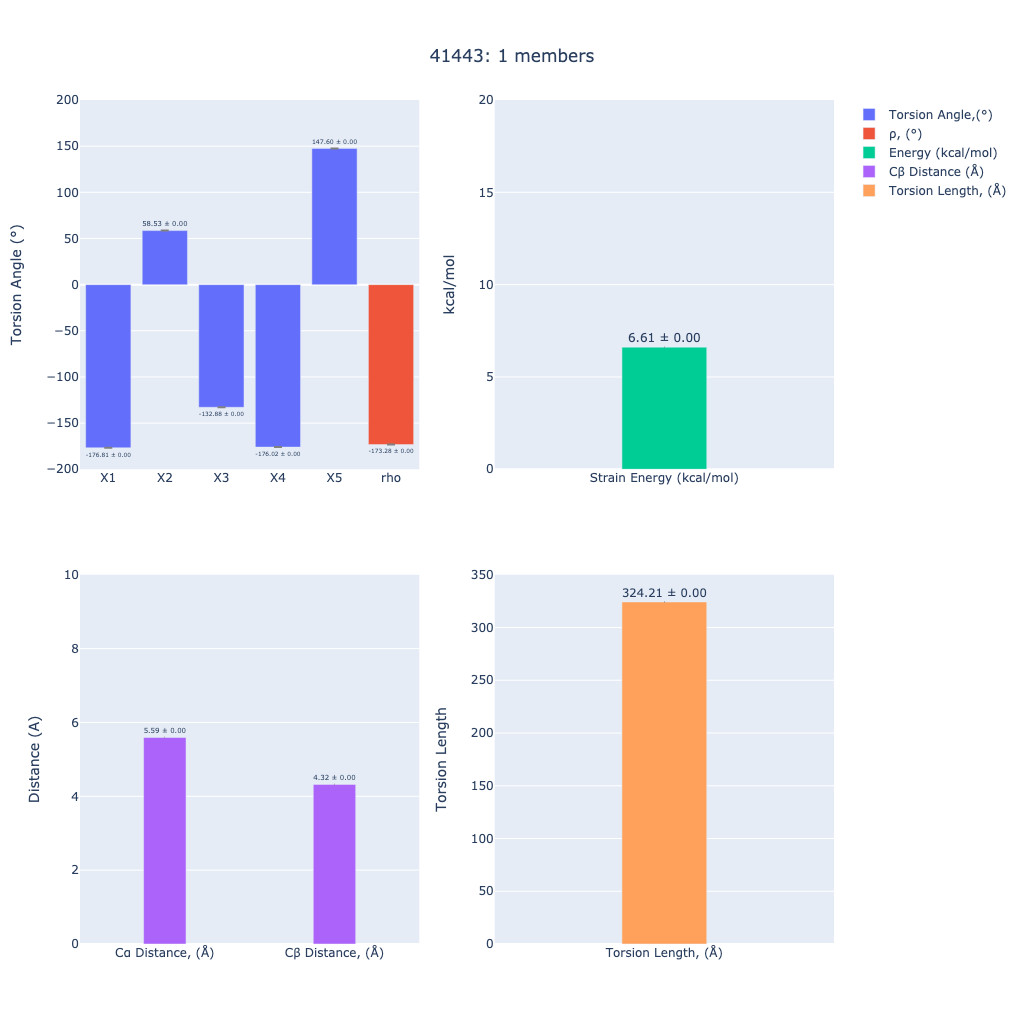 41443: 1 members
200
150
100
50
0
−50
−100
−150
−200
Torsion Angle (°)
-176.81 ± 0.00
58.53 ± 0.00
-132.88 ± 0.00
-176.02 ± 0.00
147.60 ± 0.00
-173.28 ± 0.00
X1
X2
X3
X4
X5
rho
20
15
10
5
0
kcal/mol
6.61 ± 0.00
Strain Energy (kcal/mol)
Torsion Angle,(°)
ρ, (°)
Energy (kcal/mol)
Cβ Distance (Å)
Torsion Length, (Å)
10
8
6
4
2
0
Distance (A)
5.59 ± 0.00
4.32 ± 0.00
Cα Distance, (Å)
Cβ Distance, (Å)
350
300
250
200
150
100
50
0
Torsion Length
324.21 ± 0.00
Torsion Length, (Å)